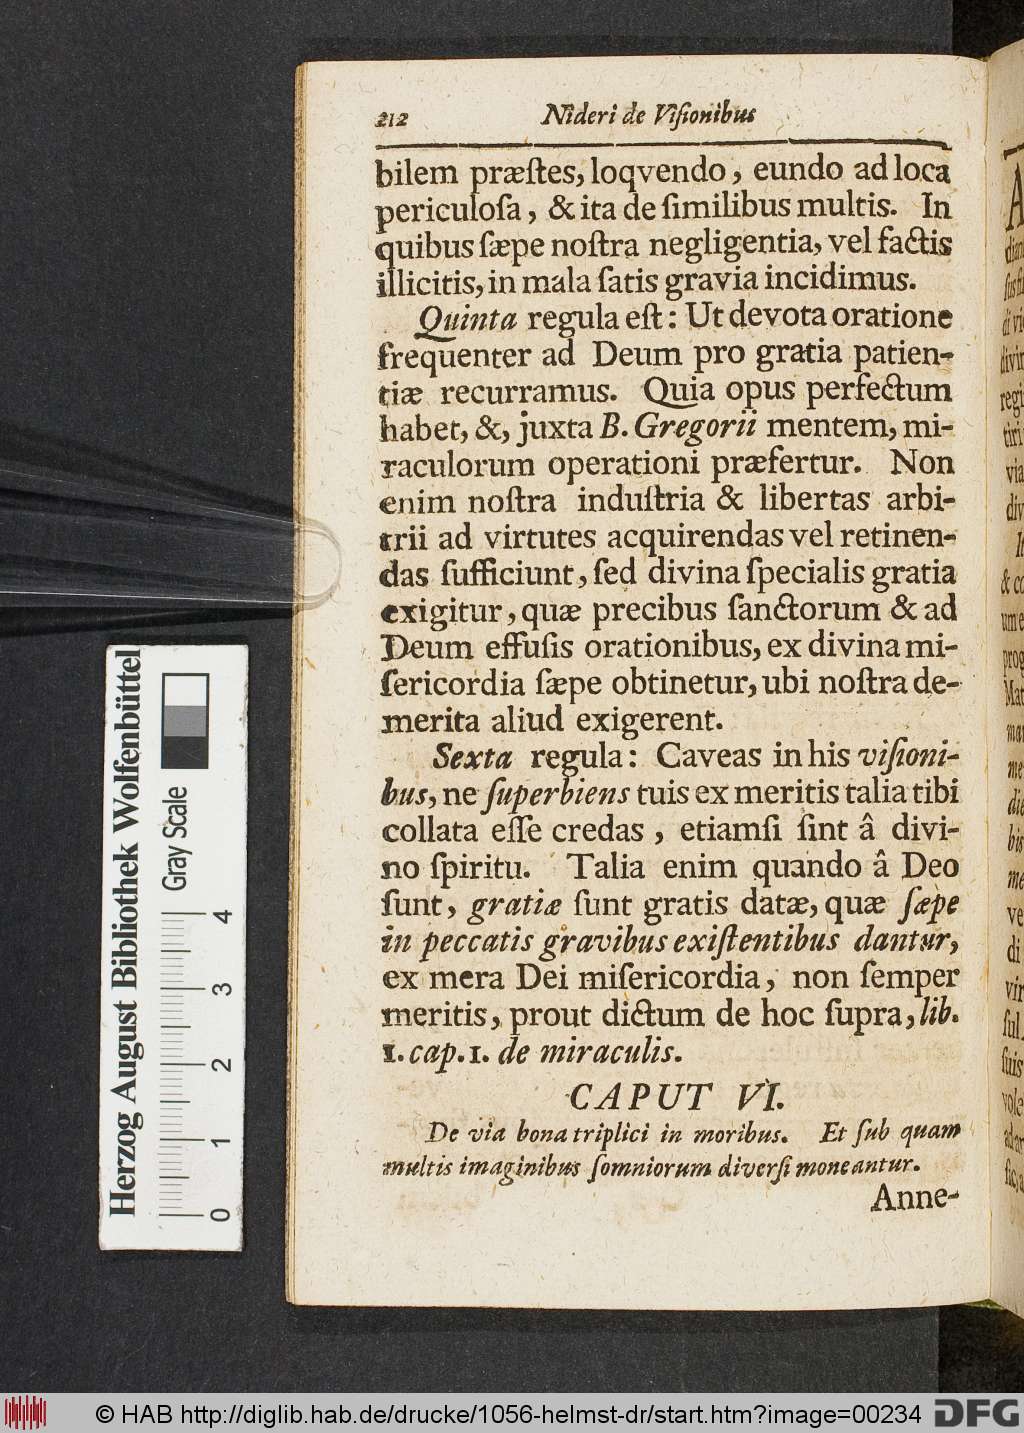 212 Nideri de Viſionibus
bilem præſtes, loqvendo, eundo ad loca
periculoſa, & ita de ſimilibus multis. In
quibus ſæpe noſtra negligentia, vel factis
illicitis, in mala ſatis gravia incidimus.
Quinta regula eſt: Ut devota oratione
frequenter ad Deum pro gratia patien-
tiæ recurramus. Quia opus perfectum
habet, &, juxta B. Gregorii mentem, mi-
raculorum operationi præfertur. Non
enim noſtra induſtria & libertas arbi-
trii ad virtutes acquirendas vel retinen-
das ſufficiunt, ſed divina ſpecialis gratia
exigitur, quæ precibus ſanctorum & ad
Deum effuſis orationibus, ex divina mi-
ſericordia ſæpe obtinetur, ubi noſtra de-
merita aliud exigerent.
Sexta regula: Caveas in his viſioni-
bus, ne ſuperbiens tuis ex meritis talia tibi
collata eſſe credas, etiamſi ſint â divi-
no ſpiritu. Talia enim quando â Deo
ſunt, gratiæ ſunt gratis datæ, quæ ſæpe
in peccatis gravibus exiſtentibus dantur,
ex mera Dei miſericordia, non ſemper
meritis, prout dictum de hoc ſupra, lib.
1. cap. 1. de miraculis.
CAPUT VI.
De via bona triplici in moribus. Et ſub quam
multis imaginibus ſomniorum diverſi moneantur.
Anne-
Herzog August Bibliothek Wolfenbüttel
Gray Scale
0 1 2 3 4
© HAB http://diglib.hab.de/drucke/1056-helmst-dr/start.htm?image=00234 DFG